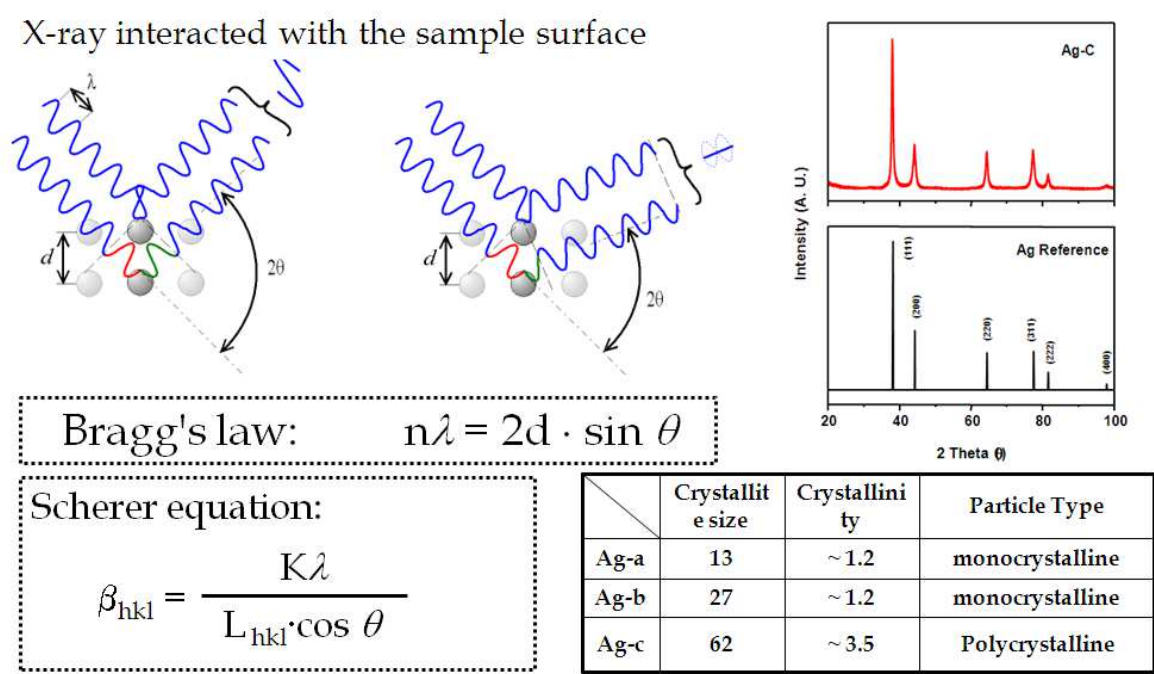 X-ray interacted with the sample surface
λ
d
2θ
d
2θ
Intensity (A. U.)
Ag-C
Ag Reference
(111)
(200)
(220)
(311)
(222)
(400)
20 40 60 80 100
2 Theta (θ)
Bragg's law: nλ = 2d · sin θ
Scherer equation:
βhkl = Kλ / Lhkl·cos θ
Crystallit
e size
Crystallini
ty
Particle Type
Ag-a 13 ~ 1.2 monocrystalline
Ag-b 27 ~ 1.2 monocrystalline
Ag-c 62 ~ 3.5 Polycrystalline